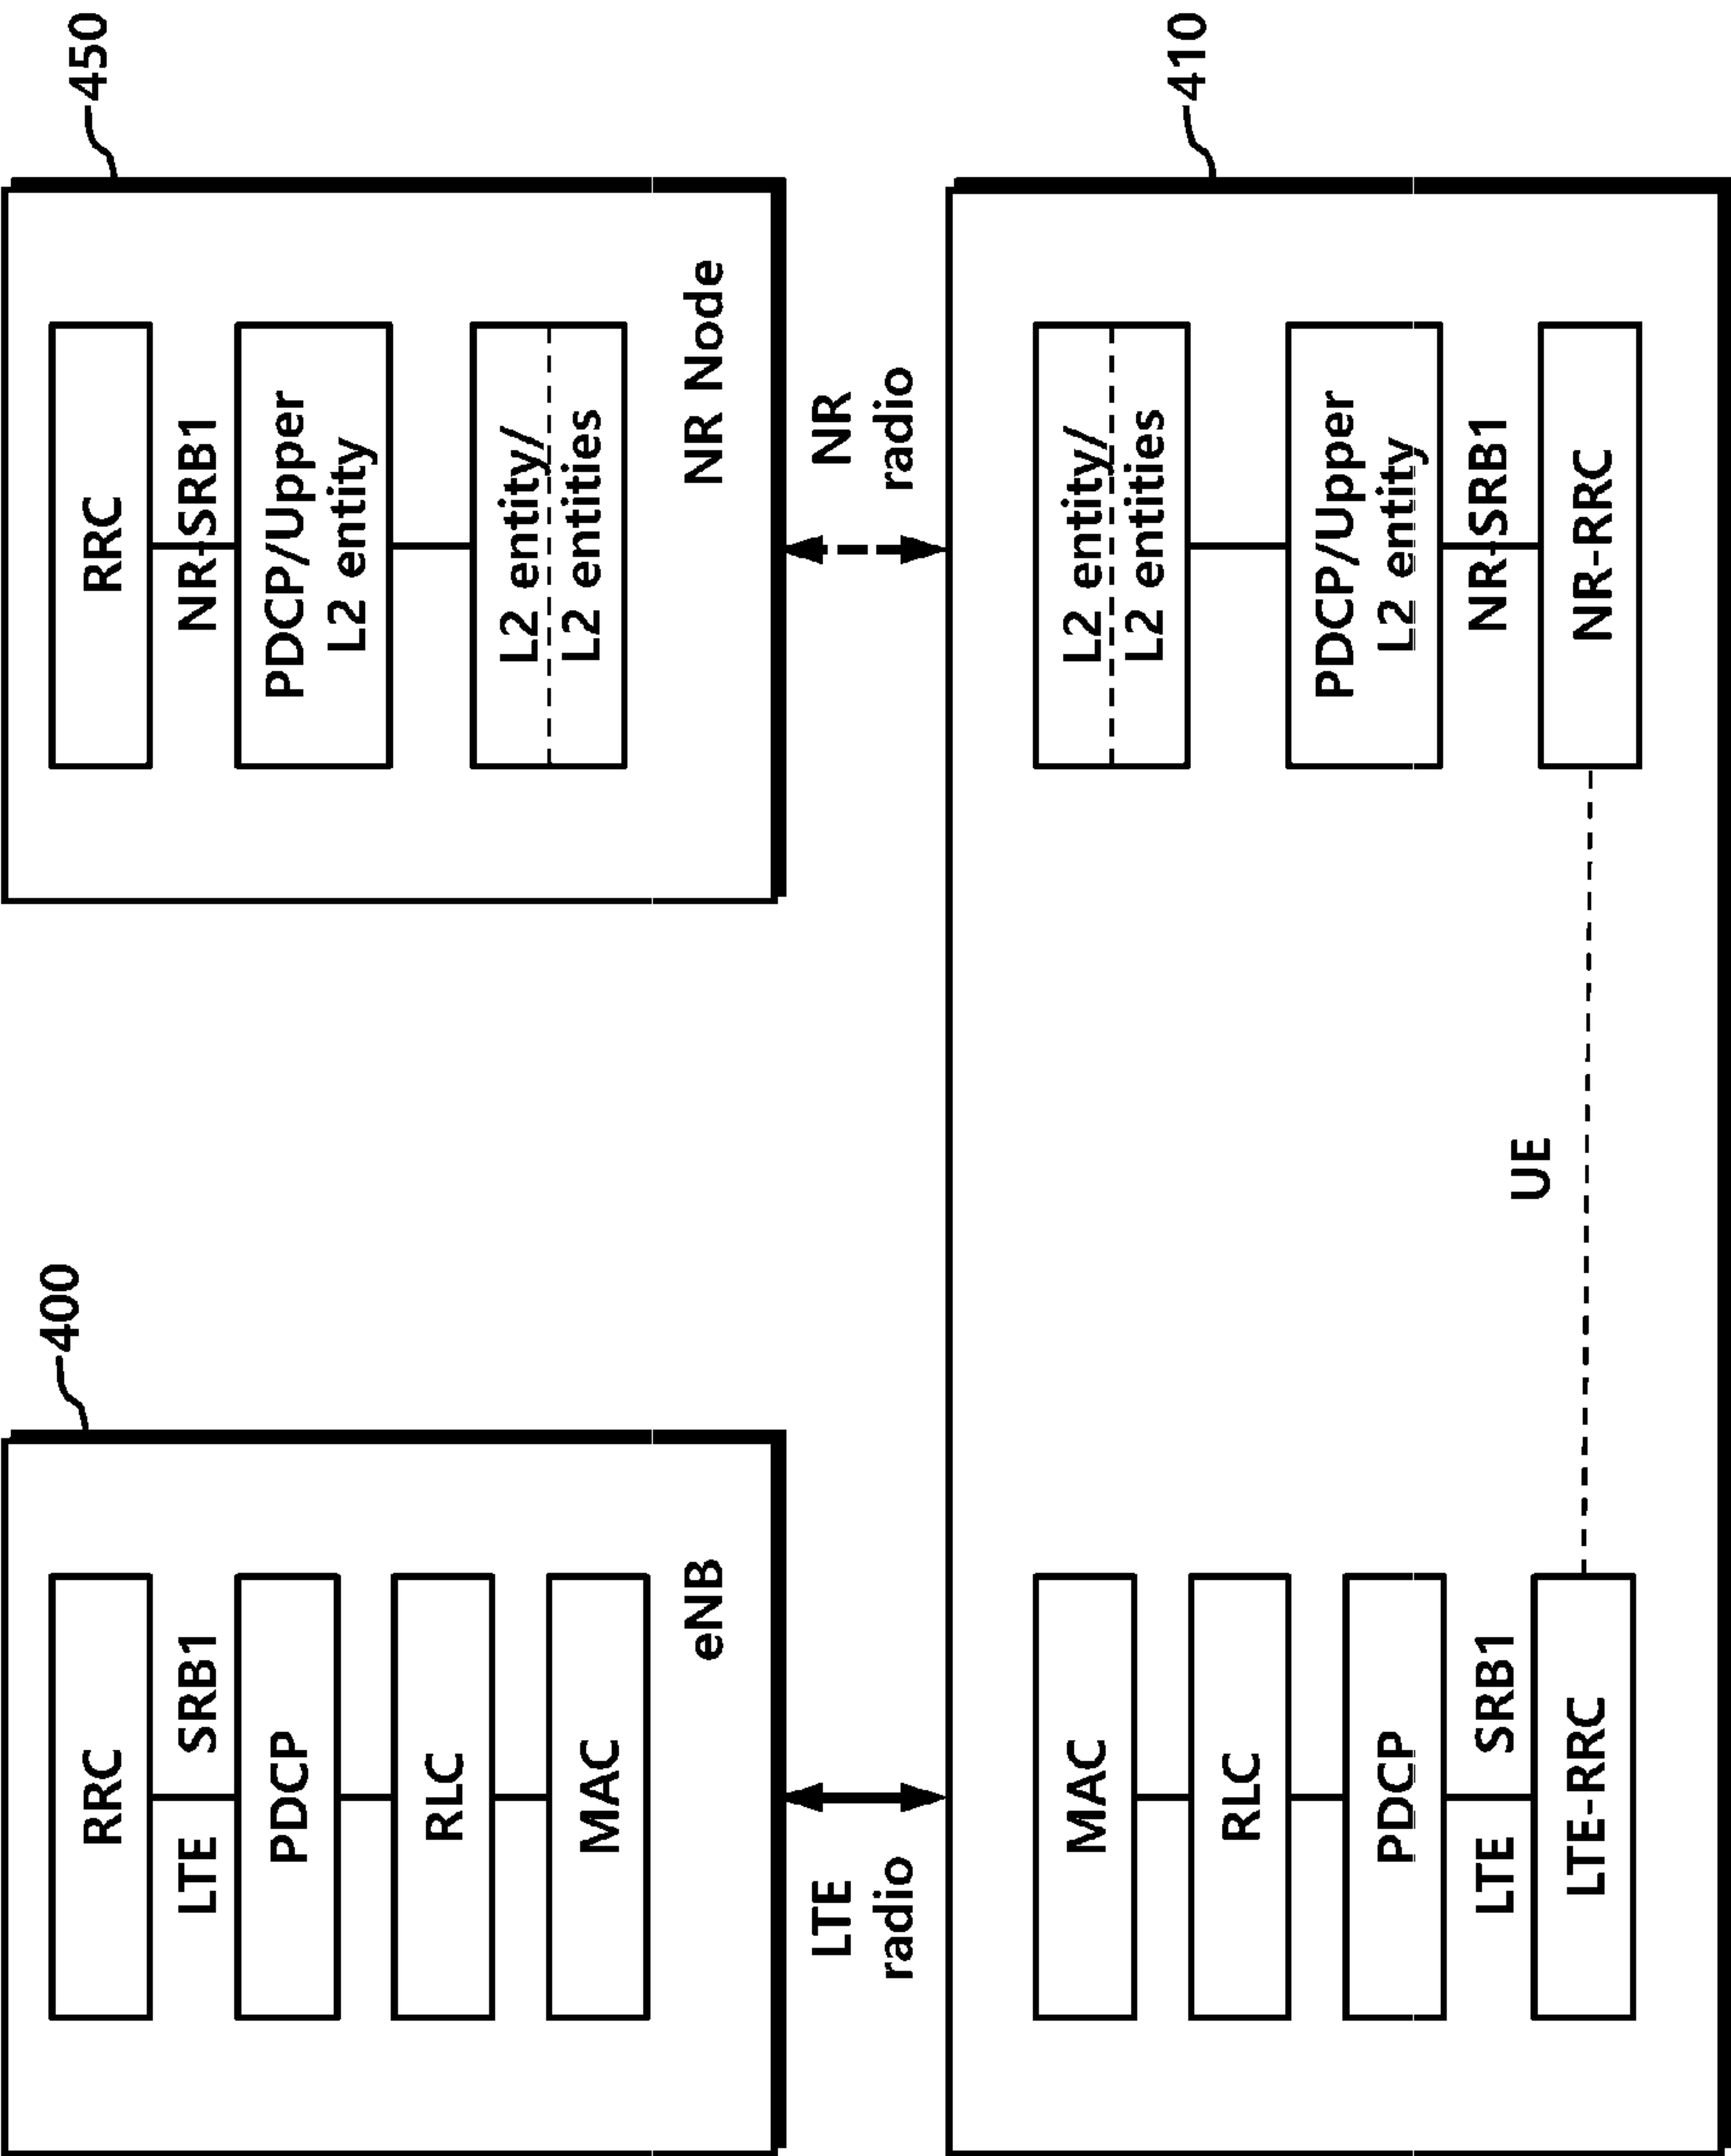 400
RRC
LTE SRB1
PDCP
RLC
MAC
eNB
450
RRC
NR-SRB1
PDCP/Upper
L2 entity
L2 entity/
L2 entities
NR Node
LTE
radio
NR
radio
410
MAC
RLC
PDCP
LTE SRB1
LTE-RRC
UE
L2 entity/
L2 entities
PDCP/Upper
L2 entity
NR-SRB1
NR-RRC